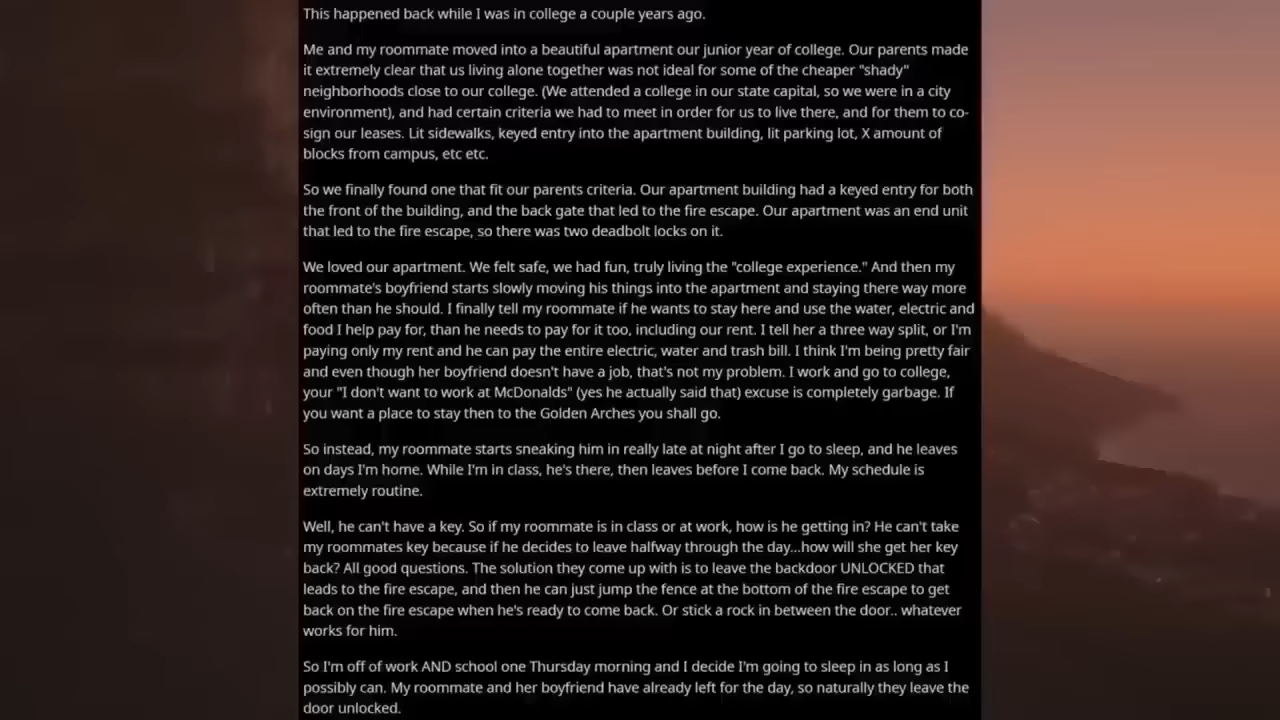 This happened back while I was in college a couple years ago.
Me and my roommate moved into a beautiful apartment our junior year of college. Our parents made
it extremely clear that us living alone together was not ideal for some of the cheaper "shady"
neighborhoods close to our college. (We attended a college in our state capital, so we were in a city
environment), and had certain criteria we had to meet in order for us to live there, and for them to co-
sign our leases. Lit sidewalks, keyed entry into the apartment building, lit parking lot, X amount of
blocks from campus, etc etc.
So we finally found one that fit our parents criteria. Our apartment building had a keyed entry for both
the front of the building, and the back gate that led to the fire escape. Our apartment was an end unit
that led to the fire escape, so there was two deadbolt locks on it.
We loved our apartment. We felt safe, we had fun, truly living the "college experience." And then my
roommate's boyfriend starts slowly moving his things into the apartment and staying there way more
often than he should. I finally tell my roommate if he wants to stay here and use the water, electric and
food I help pay for, than he needs to pay for it too, including our rent. I tell her a three way split, or I'm
paying only my rent and he can pay the entire electric, water and trash bill. I think I'm being pretty fair
and even though her boyfriend doesn't have a job, that's not my problem. I work and go to college,
your "I don't want to work at McDonalds" (yes he actually said that) excuse is completely garbage. If
you want a place to stay then to the Golden Arches you shall go.
So instead, my roommate starts sneaking him in really late at night after I go to sleep, and he leaves
on days I'm home. While I'm in class, he's there, then leaves before I come back. My schedule is
extremely routine.
Well, he can't have a key. So if my roommate is in class or at work, how is he getting in? He can't take
my roommates key because if he decides to leave halfway through the day...how will she get her key
back? All good questions. The solution they come up with is to leave the backdoor UNLOCKED that
leads to the fire escape, and then he can just jump the fence at the bottom of the fire escape to get
back on the fire escape when he's ready to come back. Or stick a rock in between the door.. whatever
works for him.
So I'm off of work AND school one Thursday morning and I decide I'm going to sleep in as long as I
possibly can. My roommate and her boyfriend have already left for the day, so naturally they leave the
door unlocked.